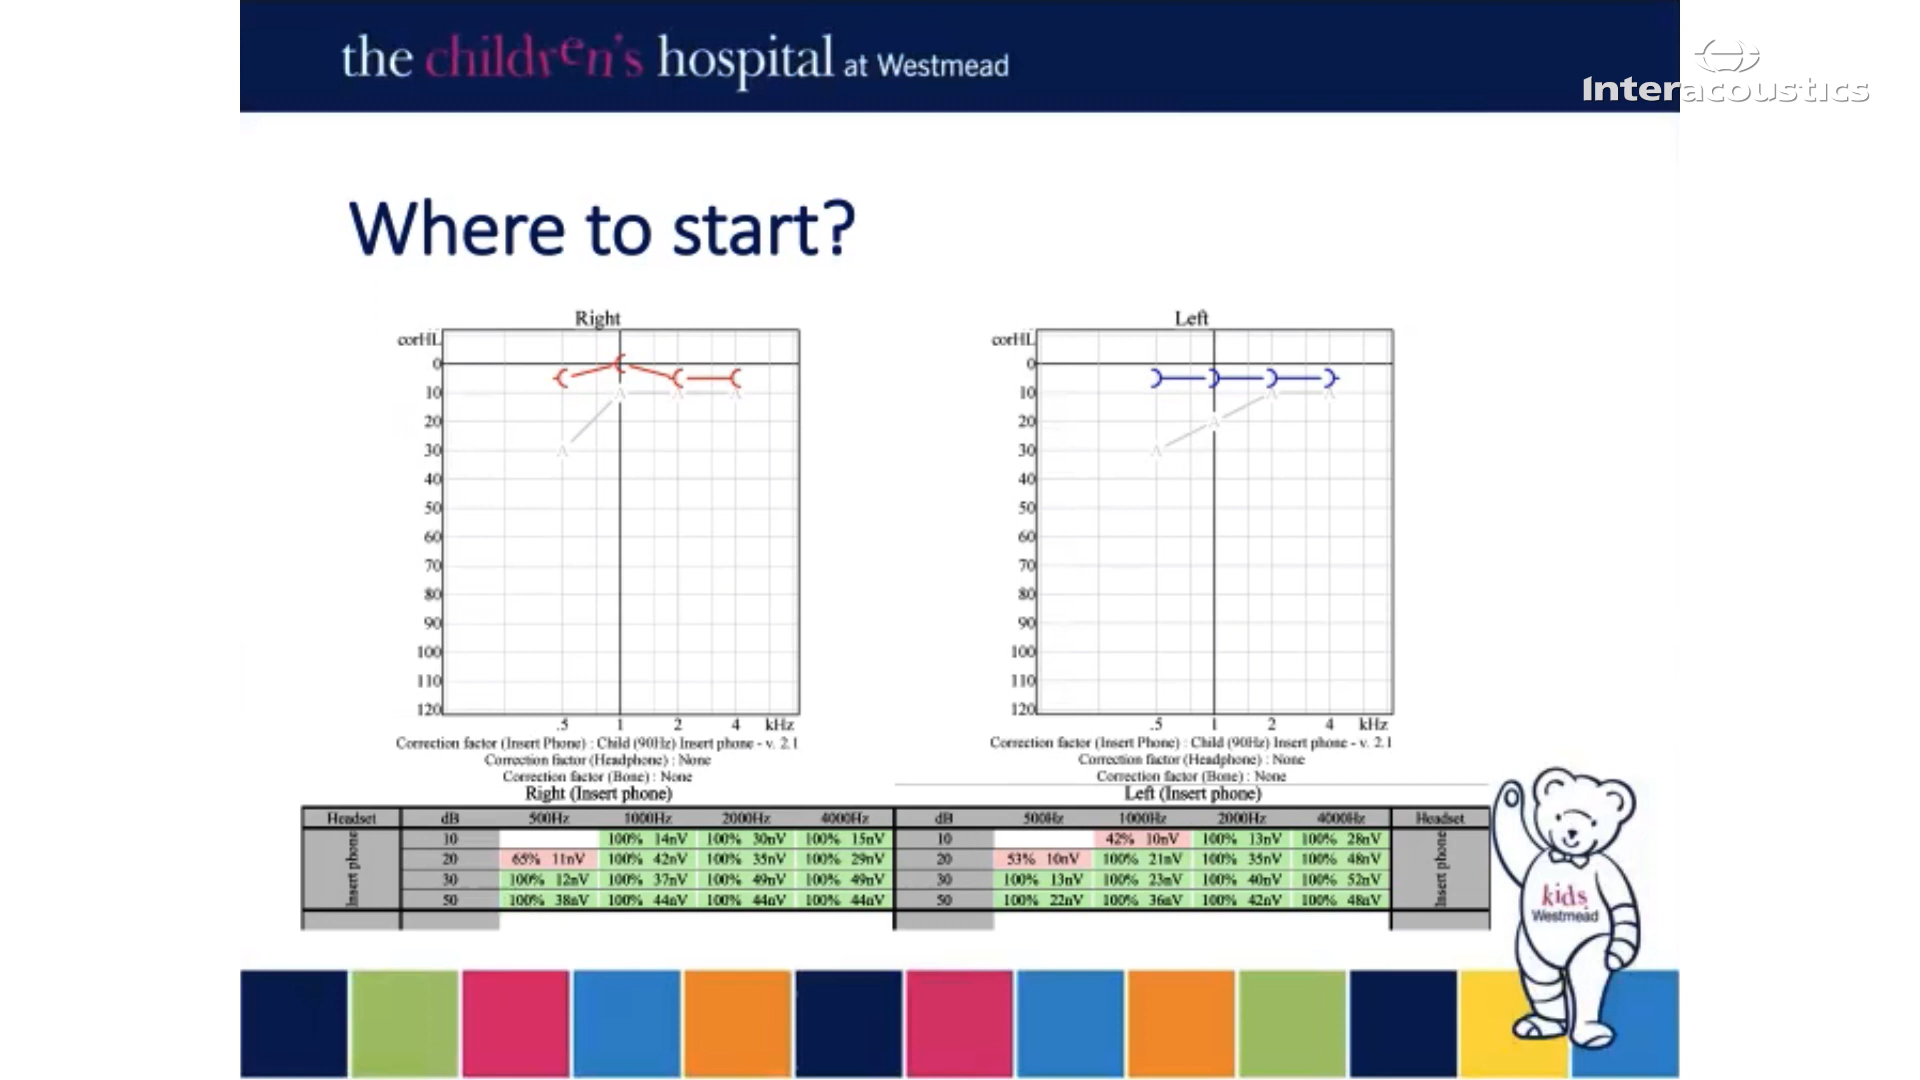 the children's hospital at Westmead
Interacoustics
Where to start?
Right
corHL
0
10
20
30
40
50
60
70
80
90
100
110
120
.5 1 2 4 kHz
Correction factor (Insert Phone) : Child (90Hz) Insert phone - v. 2.1
Correction factor (Headphone) : None
Correction factor (Bone) : None
Left
corHL
0
10
20
30
40
50
60
70
80
90
100
110
120
.5 1 2 4 kHz
Correction factor (Insert Phone) : Child (90Hz) Insert phone - v. 2.1
Correction factor (Headphone) : None
Correction factor (Bone) : None
Right (Insert phone) Left (Insert phone)
Headset dB 500Hz 1000Hz 2000Hz 4000Hz dB 500Hz 1000Hz 2000Hz 4000Hz Headset
Insert phone
10 100% 14nV 100% 30nV 100% 15nV 10 42% 10nV 100% 13nV 100% 28nV
20 65% 11nV 100% 42nV 100% 35nV 100% 29nV 20 53% 10nV 100% 21nV 100% 35nV 100% 48nV
30 100% 12nV 100% 37nV 100% 49nV 100% 49nV 30 100% 13nV 100% 23nV 100% 40nV 100% 52nV
50 100% 38nV 100% 44nV 100% 44nV 100% 44nV 50 100% 22nV 100% 36nV 100% 42nV 100% 48nV
Insert phone
kids
Westmead